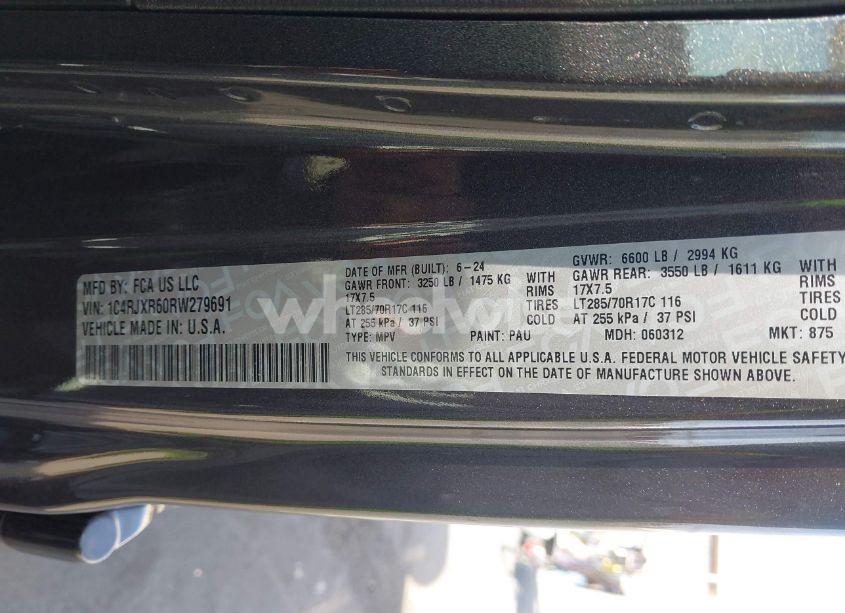 MFD BY: FCA US LLC
VIN: 1C4RJXR60RW279691
VEHICLE MADE IN: U.S.A.
DATE OF MFR (BUILT): 6-24
GAWR FRONT: 3250 LB / 1475 KG WITH
17X7.5 RIMS
LT285/70R17C 116 TIRES
AT 255 kPa / 37 PSI COLD
GVWR: 6600 LB / 2994 KG
GAWR REAR: 3550 LB / 1611 KG WITH
17X7.5 RIMS
LT285/70R17C 116 TIRES
AT 255 kPa / 37 PSI COLD
TYPE: MPV PAINT: PAU MDH: 060312 MKT: 875
THIS VEHICLE CONFORMS TO ALL APPLICABLE U.S.A. FEDERAL MOTOR VEHICLE SAFETY
STANDARDS IN EFFECT ON THE DATE OF MANUFACTURE SHOWN ABOVE.